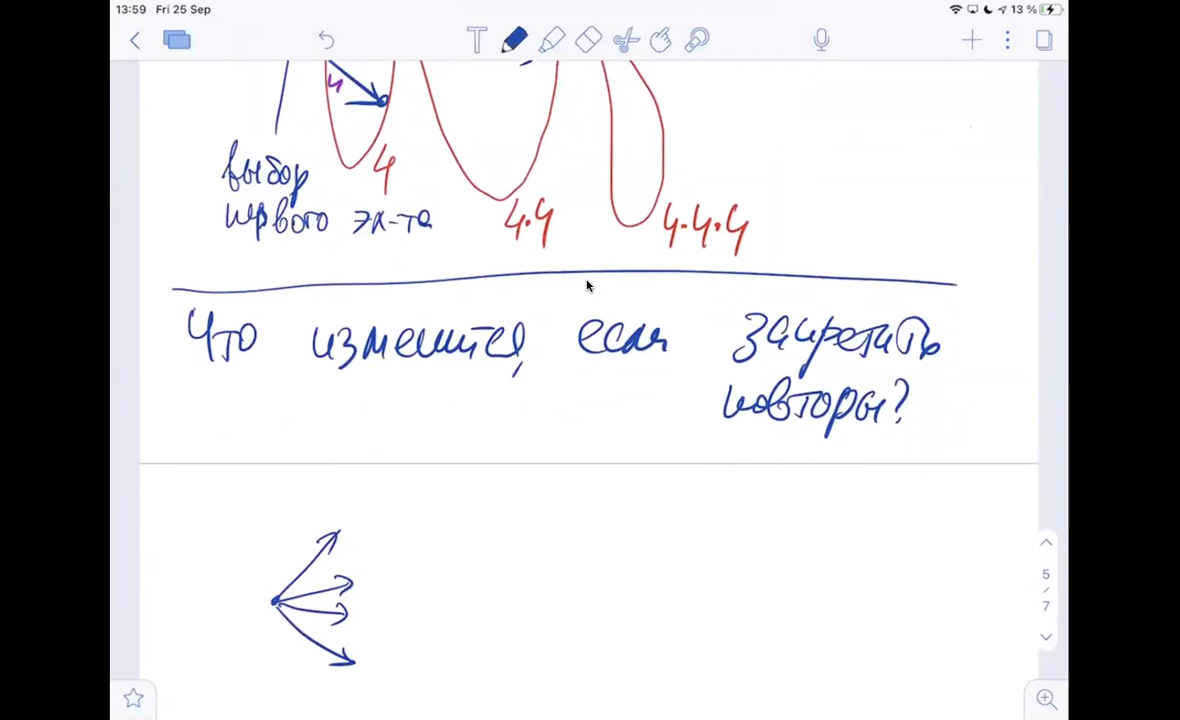 13:59 Fri 25 Sep 13 %
T
4
выбор
первого эл-та
4
4·4
4·4·4
Что изменится, если запретить
повторы?
5
/
7